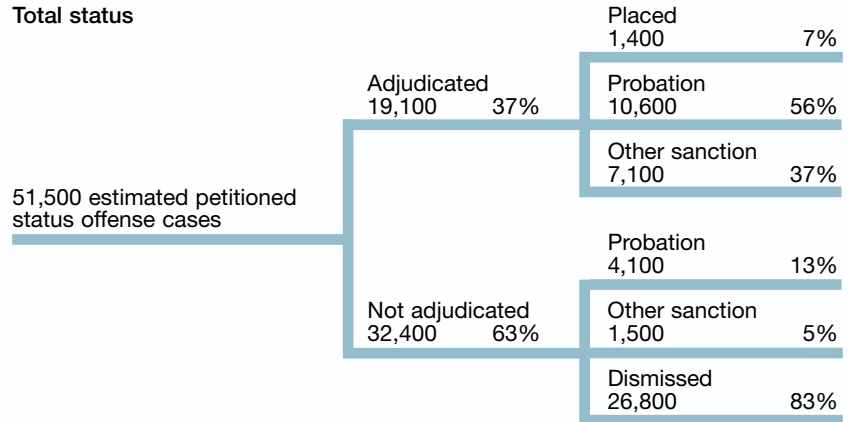 Total status
51,500 estimated petitioned
status offense cases
Adjudicated
19,100 37%
Placed
1,400 7%
Probation
10,600 56%
Other sanction
7,100 37%
Not adjudicated
32,400 63%
Probation
4,100 13%
Other sanction
1,500 5%
Dismissed
26,800 83%